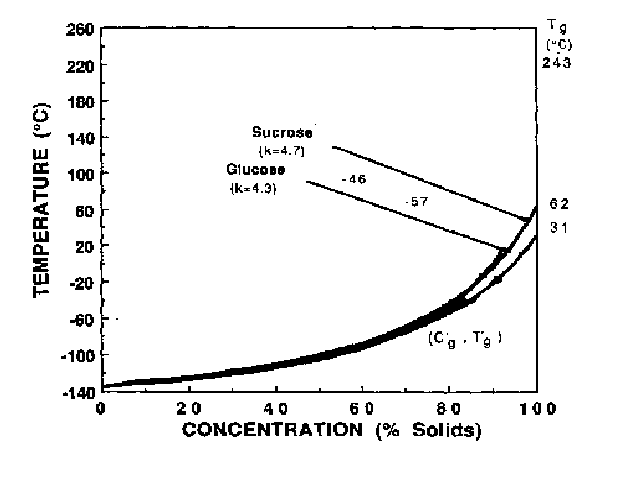 260
220
180
140
100
60
20
-20
-60
-100
-140
TEMPERATURE (°C)
Tg
(°C)
243
62
31
Sucrose
(k=4.7)
Glucose
(k=4.3)
-46
-57
(C'g , T'g )
0 20 40 60 80 100
CONCENTRATION (% Solids)